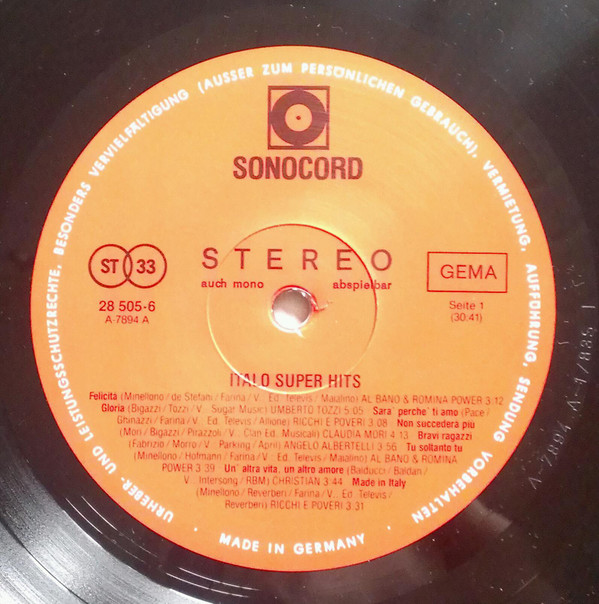 URHEBER- UND LEISTUNGSSCHUTZRECHTE, BESONDERS VERVIELFÄLTIGUNG (AUSSER ZUM PERSÖNLICHEN GEBRAUCH), VERMIETUNG, AUFFÜHRUNG, SENDUNG VORBEHALTEN
SONOCORD
STEREO
auch mono abspielbar
ST 33
28 505-6
A-7894 A
GEMA
Seite 1
(30:41)
ITALO SUPER HITS
Felicità (Minellono / de Stefani / Farina / V. Ed. Televis / Maialino) AL BANO & ROMINA POWER 3:12
Gloria (Bigazzi / Tozzi / V. Sugar Music) UMBERTO TOZZI 5:05 Sara` perche` ti amo (Pace /
Ghinazzi / Farina / V. Ed. Televis / Allione) RICCHI E POVERI 3:08 Non succederà più
(Mori / Bigazzi / Pirazzoli / V. Clan Ed. Musicali) CLAUDIA MORI 4:13 Bravi ragazzi
(Fabrizio / Morro / V. Parking / April) ANGELO ALBERTELLI 3:56 Tu soltanto tu
(Minellono / Hofmann / Farina / V. Ed. Televis / Maialino) AL BANO & ROMINA
POWER 3:39 Un` altra vita, un altro amore (Balducci / Baldan /
V. Intersong / RBM) CHRISTIAN 3:44 Made in Italy
(Minellono / Reverberi / Farina / V. Ed. Televis /
Reverberi) RICCHI E POVERI 3:31
· MADE IN GERMANY ·
A-7894 A-1/885 1